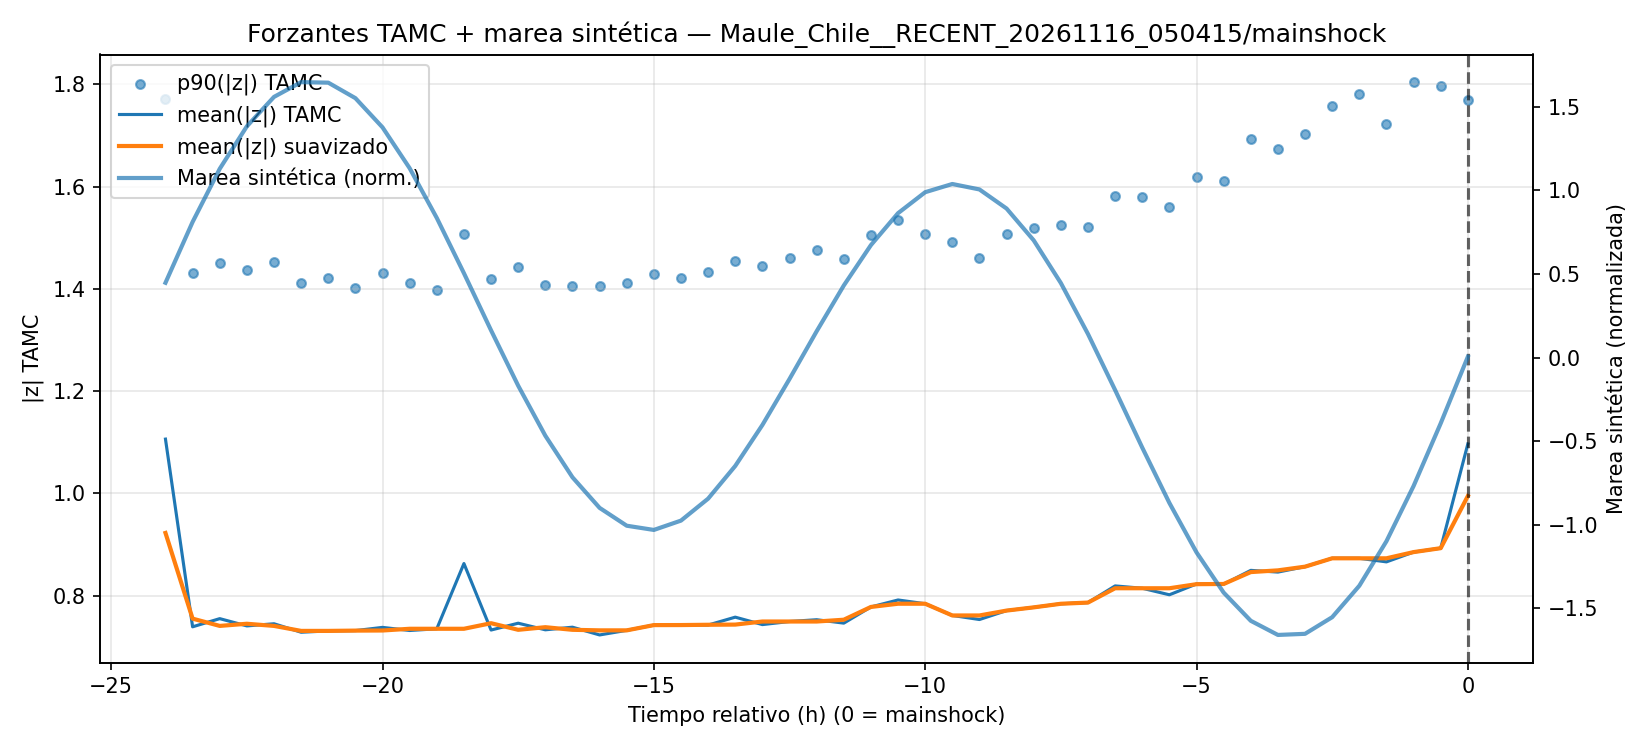 Forzantes TAMC + marea sintética — Maule_Chile__RECENT_20261116_050415/mainshock
p90(|z|) TAMC
mean(|z|) TAMC
mean(|z|) suavizado
Marea sintética (norm.)
|z| TAMC
1.8
1.6
1.4
1.2
1.0
0.8
1.5
1.0
0.5
0.0
−0.5
−1.0
−1.5
Marea sintética (normalizada)
−25
−20
−15
−10
−5
0
Tiempo relativo (h) (0 = mainshock)